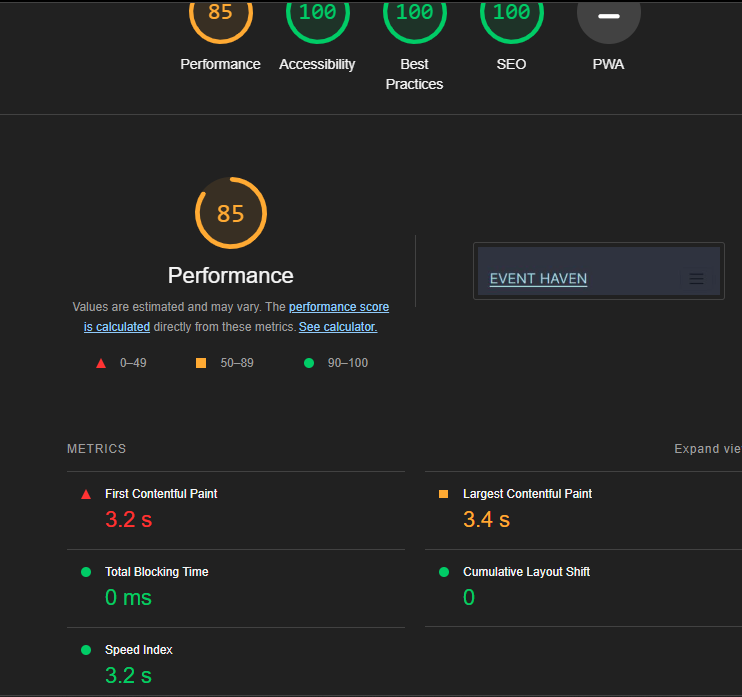 85 100 100 100
Performance Accessibility Best Practices SEO PWA
85
Performance
Values are estimated and may vary. The performance score
is calculated directly from these metrics. See calculator.
0–49 50–89 90–100
EVENT HAVEN
METRICS Expand vie
First Contentful Paint
3.2 s
Largest Contentful Paint
3.4 s
Total Blocking Time
0 ms
Cumulative Layout Shift
0
Speed Index
3.2 s